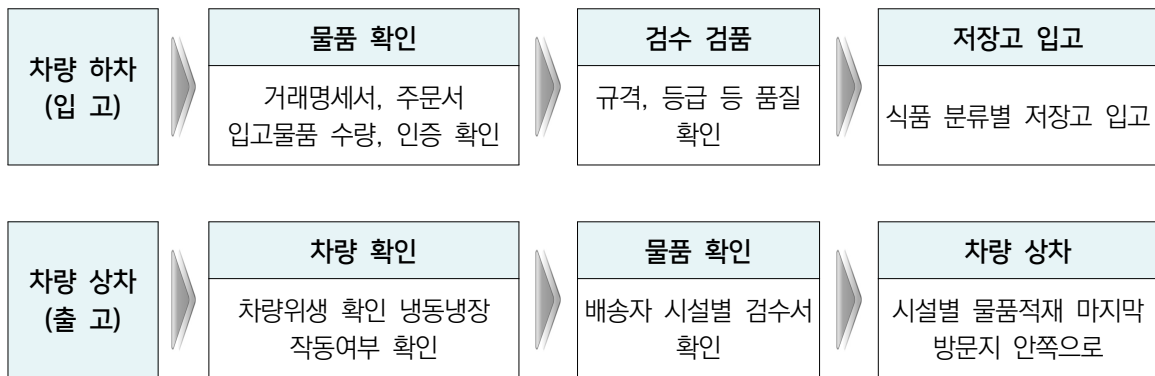 차량 하차
(입 고)
물품 확인
거래명세서, 주문서
입고물품 수량, 인증 확인
검수 검품
규격, 등급 등 품질
확인
저장고 입고
식품 분류별 저장고 입고
차량 상차
(출 고)
차량 확인
차량위생 확인 냉동냉장
작동여부 확인
물품 확인
배송자 시설별 검수서
확인
차량 상차
시설별 물품적재 마지막
방문지 안쪽으로